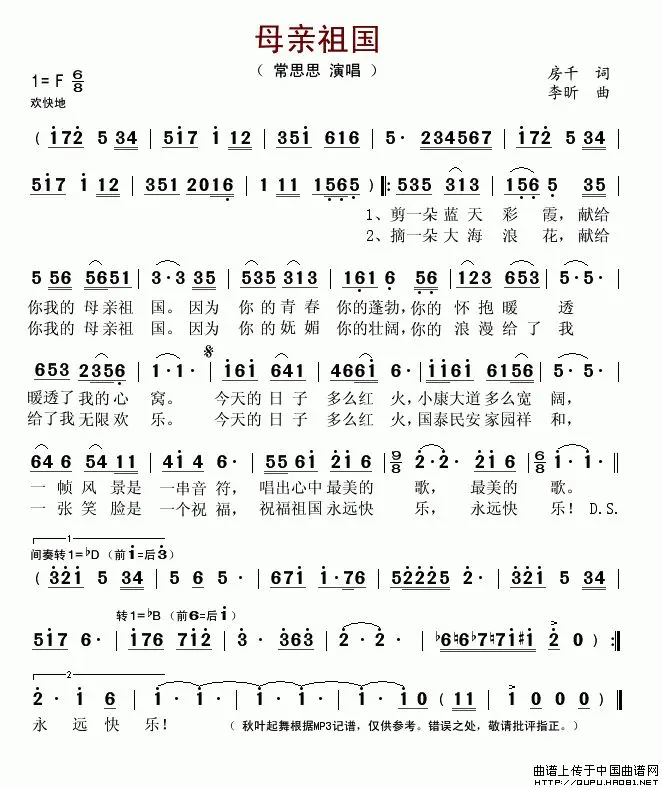 母亲祖国
( 常思思 演唱 )
1=F 6/8
房千 词
李昕 曲
欢快地
( i72 5 34 | 5i7 i 12 | 35i 616 | 5· 234567 | i72 5 34 |
5i7 i 12 | 351 2016 | 1 11 1565 ) ‖: 535 313 | 156 5 35 |
1、剪一朵 蓝 天 彩 霞，献给
2、摘一朵 大 海 浪 花，献给
5 56 5651 | 3·3 35 | 535 313 | 161 6 56 | 123 653 | 5·5· |
你我的 母亲祖 国。因为 你 的 青 春 你的蓬勃，你的 怀 抱 暖 透
你我的 母亲祖 国。因为 你 的 妩 媚 你的壮阔，你的 浪 漫 给 了 我
653 2356 | 1·1· | i6i 641 | 4661 6· | ii6i 6156 | 5·5· |
暖透了 我的心 窝。 今天的 日 子 多么红 火，小康大道 多么宽 阔，
给了我 无限欢 乐。 今天的 日 子 多么红 火，国泰民安 家园祥 和，
646 54 11 | 4i i 6· | 55 6i 2i6 | 9/8 2·2· 2i6 | 6/8 i·i· ‖
一 帧 风 景是 一串音 符， 唱出心中 最美的 歌， 最美的 歌。
一 张 笑 脸是 一个祝 福， 祝福祖国 永远快 乐， 永远快 乐！ D.S.
1
间奏转1=♭D (前i=后3)
( 32i 5 34 | 5 6 5· | 67i i·76 | 52225 2· | 35 5 6i |
转1=♭B (前6=后i)
5i7 6· | i76 7i2 | 3· 363 | 2·2· | ♭6♮6♭7♮7i♯i 2 0 ) :‖
2
2· i 6 | i·i· | i·i· | i·i· | i0 (11 | i 0 0 0 ) ‖
永 远 快 乐！ ( 秋叶起舞根据MP3记谱，仅供参考。错误之处，敬请批评指正。)
曲谱上传于中国曲谱网
http://QUPU.HAO81.NET